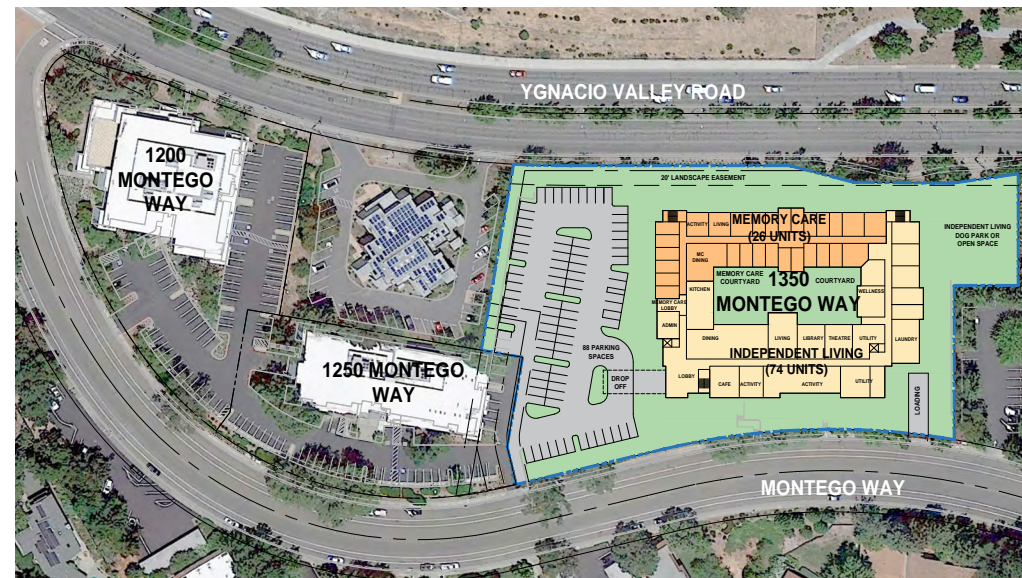 YGNACIO VALLEY ROAD
1200
MONTEGO
WAY
20' LANDSCAPE EASEMENT
INDEPENDENT LIVING
DOG PARK OR
OPEN SPACE
ACTIVITY
LIVING
MEMORY CARE
(26 UNITS)
MC
DINING
MEMORY CARE
COURTYARD
1350
MONTEGO WAY
COURTYARD
KITCHEN
WELLNESS
MEMORY CARE
LOBBY
ADMIN
DINING
LIVING
LIBRARY
THEATRE
UTILITY
LAUNDRY
88 PARKING
SPACES
INDEPENDENT LIVING
(74 UNITS)
1250 MONTEGO
WAY
DROP
OFF
LOBBY
CAFE
ACTIVITY
ACTIVITY
UTILITY
LOADING
MONTEGO WAY